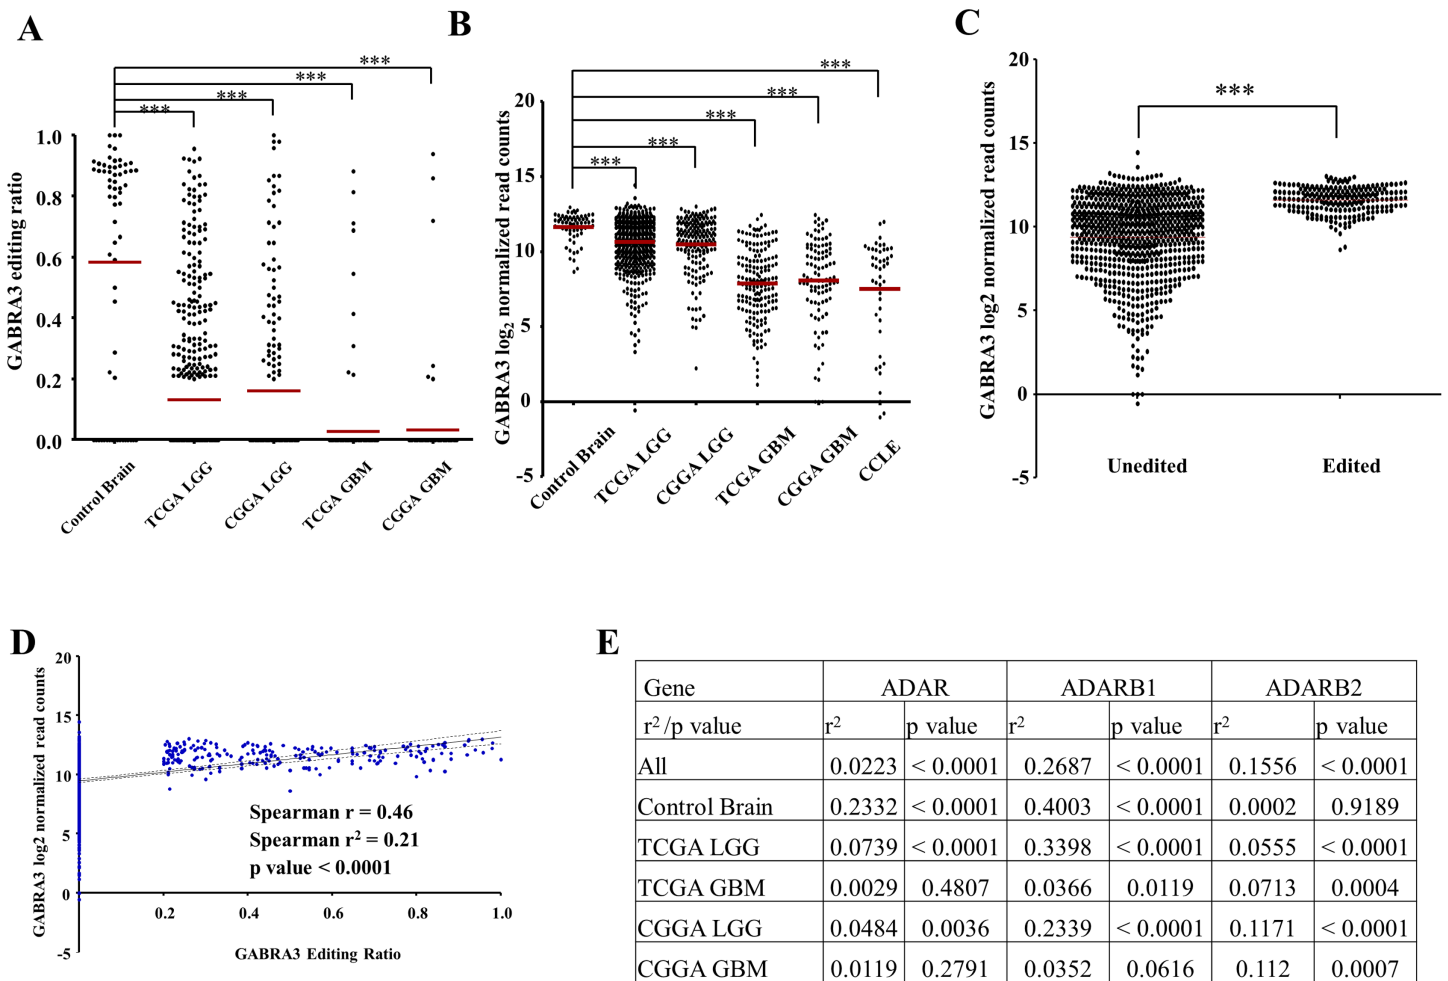 A
***
***
***
***
GABRA3 editing ratio
1.0
0.8
0.6
0.4
0.2
0.0
Control Brain
TCGA LGG
CGGA LGG
TCGA GBM
CGGA GBM
B
***
***
***
***
***
GABRA3 log2 normalized read counts
20
15
10
5
0
-5
Control Brain
TCGA LGG
CGGA LGG
TCGA GBM
CGGA GBM
CCLE
C
***
GABRA3 log2 normalized read counts
20
15
10
5
0
-5
Unedited
Edited
D
GABRA3 log2 normalized read counts
20
15
10
5
0
-5
Spearman r = 0.46
Spearman r² = 0.21
p value < 0.0001
0.2 0.4 0.6 0.8 1.0
GABRA3 Editing Ratio
E
Gene ADAR ADARB1 ADARB2
r² /p value r² p value r² p value r² p value
All 0.0223 < 0.0001 0.2687 < 0.0001 0.1556 < 0.0001
Control Brain 0.2332 < 0.0001 0.4003 < 0.0001 0.0002 0.9189
TCGA LGG 0.0739 < 0.0001 0.3398 < 0.0001 0.0555 < 0.0001
TCGA GBM 0.0029 0.4807 0.0366 0.0119 0.0713 0.0004
CGGA LGG 0.0484 0.0036 0.2339 < 0.0001 0.1171 < 0.0001
CGGA GBM 0.0119 0.2791 0.0352 0.0616 0.112 0.0007